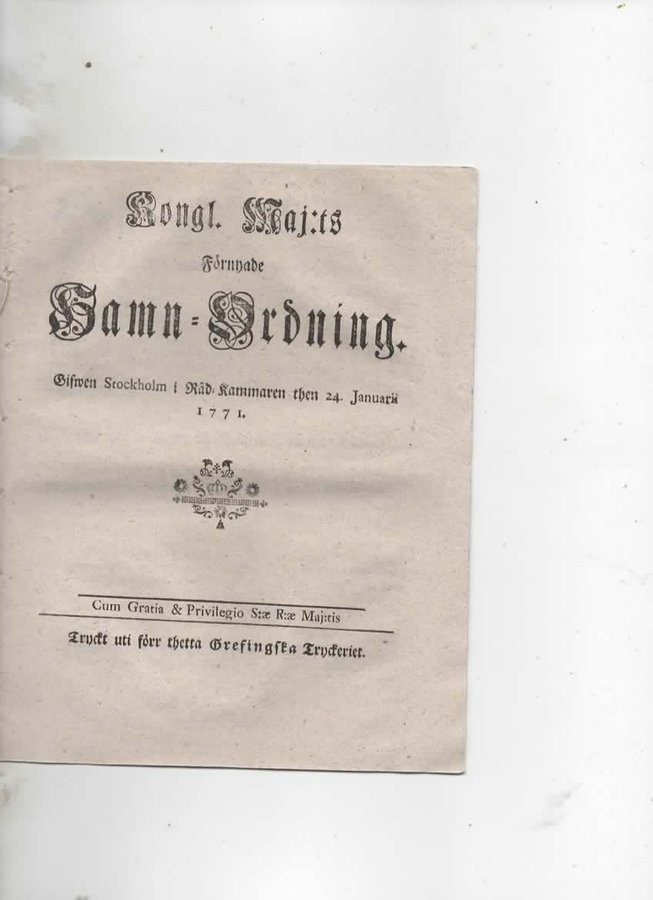 Kongl. Maj:ts
Förnyade
Hamn-Ordning.
Gifwen Stockholm i Råd-Kammaren then 24. Januarii
1771.
Cum Gratia & Privilegio S:æ R:æ Maj:tis
Tryckt uti förr thetta Grefingska Tryckeriet.